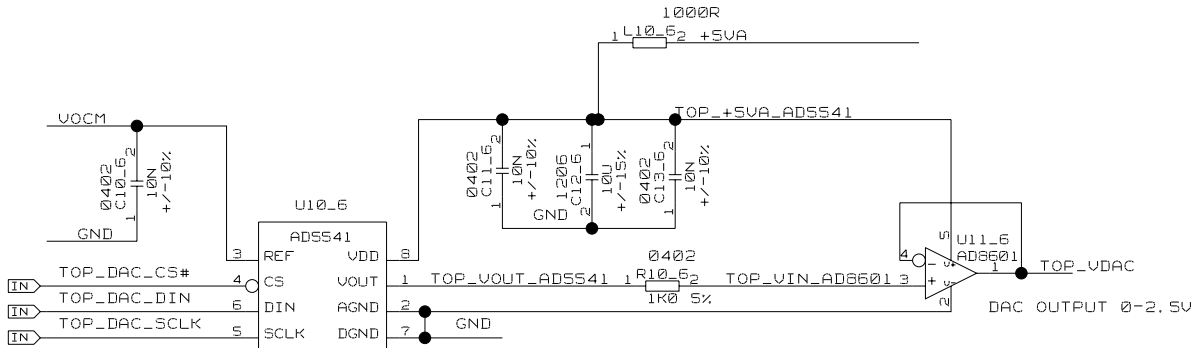 1000R
1 L10_6 2 +5VA
VOCM
TOP_+5VA_AD5541
0402
C10_6
10N
+/-10%
2
1
GND
0402
C11_6
10N
+/-10%
2
1
1206
C12_6
10U
+/-15%
1
2
0402
C13_6
10N
+/-10%
2
1
GND
U10_6
AD5541
3 REF VDD 8
TOP_DAC_CS#
IN 4 CS VOUT 1
TOP_DAC_DIN
IN 6 DIN AGND 2
TOP_DAC_SCLK
IN 5 SCLK DGND 7
GND
TOP_VOUT_AD5541
0402
1 R10_6 2
1K0 5%
TOP_VIN_AD8601
U11_6
AD8601
5
4 -
3 +
2
1
TOP_VDAC
DAC OUTPUT 0-2.5V